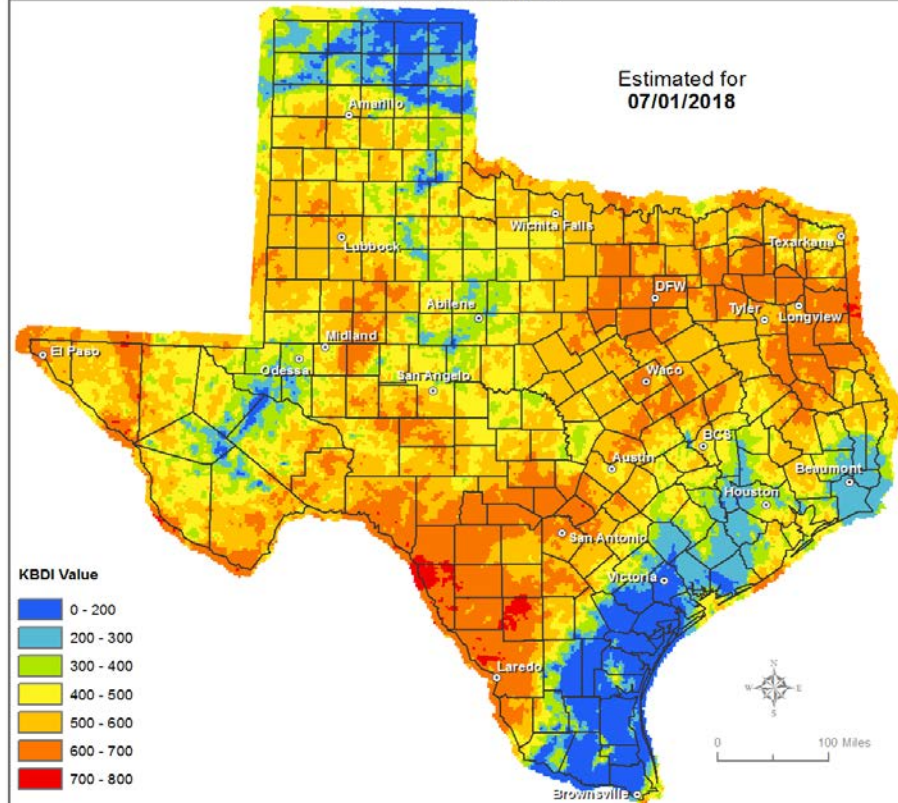 Estimated for
07/01/2018
Amarillo
Wichita Falls
Lubbock
Texarkana
DFW
Abilene
Tyler
Longview
Midland
El Paso
Odessa
San Angelo
Waco
BCS
Austin
Beaumont
Houston
San Antonio
Victoria
Laredo
Brownsville
KBDI Value
0 - 200
200 - 300
300 - 400
400 - 500
500 - 600
600 - 700
700 - 800
N
W E
S
0 100 Miles